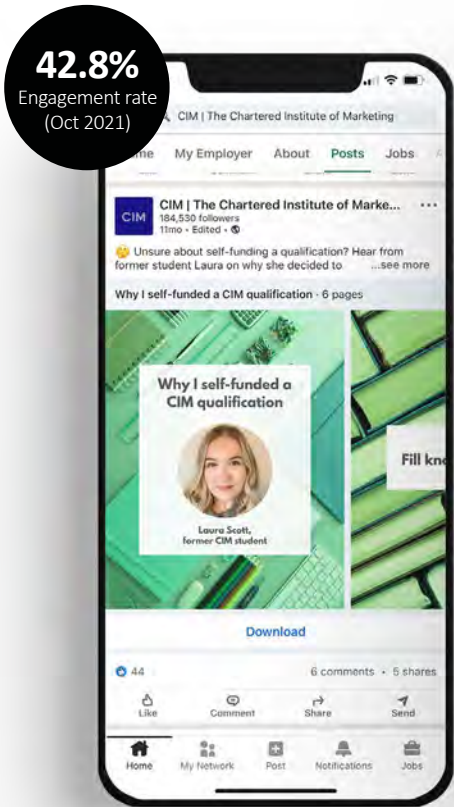 42.8%
Engagement rate
(Oct 2021)
CIM | The Chartered Institute of Marketing
My Employer About Posts Jobs
CIM
CIM | The Chartered Institute of Marke... ...
184,530 followers
11mo • Edited •
Unsure about self-funding a qualification? Hear from
former student Laura on why she decided to ...see more
Why I self-funded a CIM qualification · 6 pages
Why I self-funded a
CIM qualification
Laura Scott,
former CIM student
Fill
Download
44 6 comments • 5 shares
Like Comment Share Send
Home My Network Post Notifications Jobs